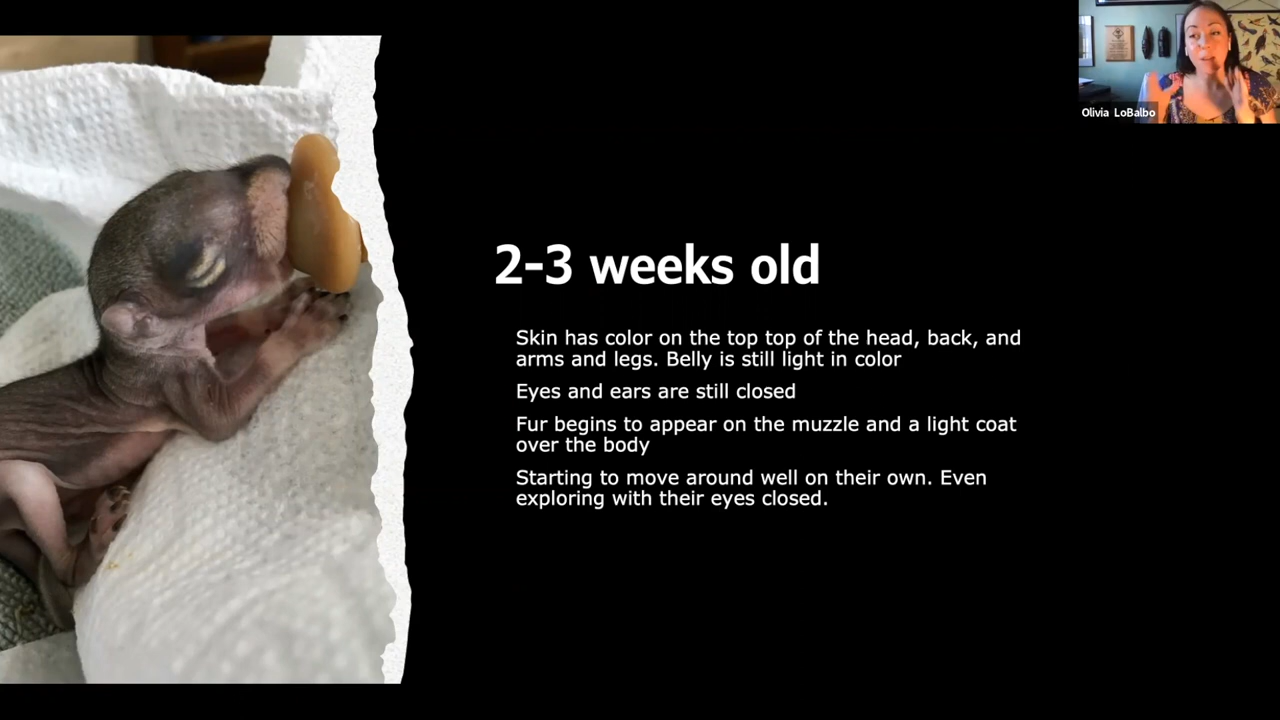 Olivia LoBalbo
2-3 weeks old
Skin has color on the top top of the head, back, and
arms and legs. Belly is still light in color
Eyes and ears are still closed
Fur begins to appear on the muzzle and a light coat
over the body
Starting to move around well on their own. Even
exploring with their eyes closed.